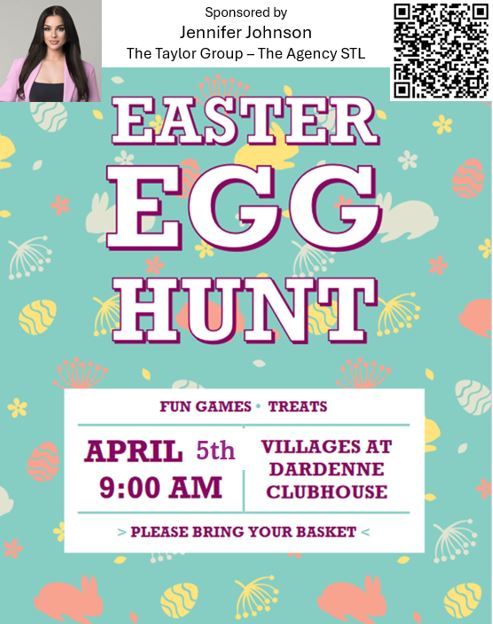 Sponsored by
Jennifer Johnson
The Taylor Group – The Agency STL
EASTER
EGG
HUNT
FUN GAMES • TREATS
APRIL 5th
9:00 AM
VILLAGES AT
DARDENNE
CLUBHOUSE
> PLEASE BRING YOUR BASKET <